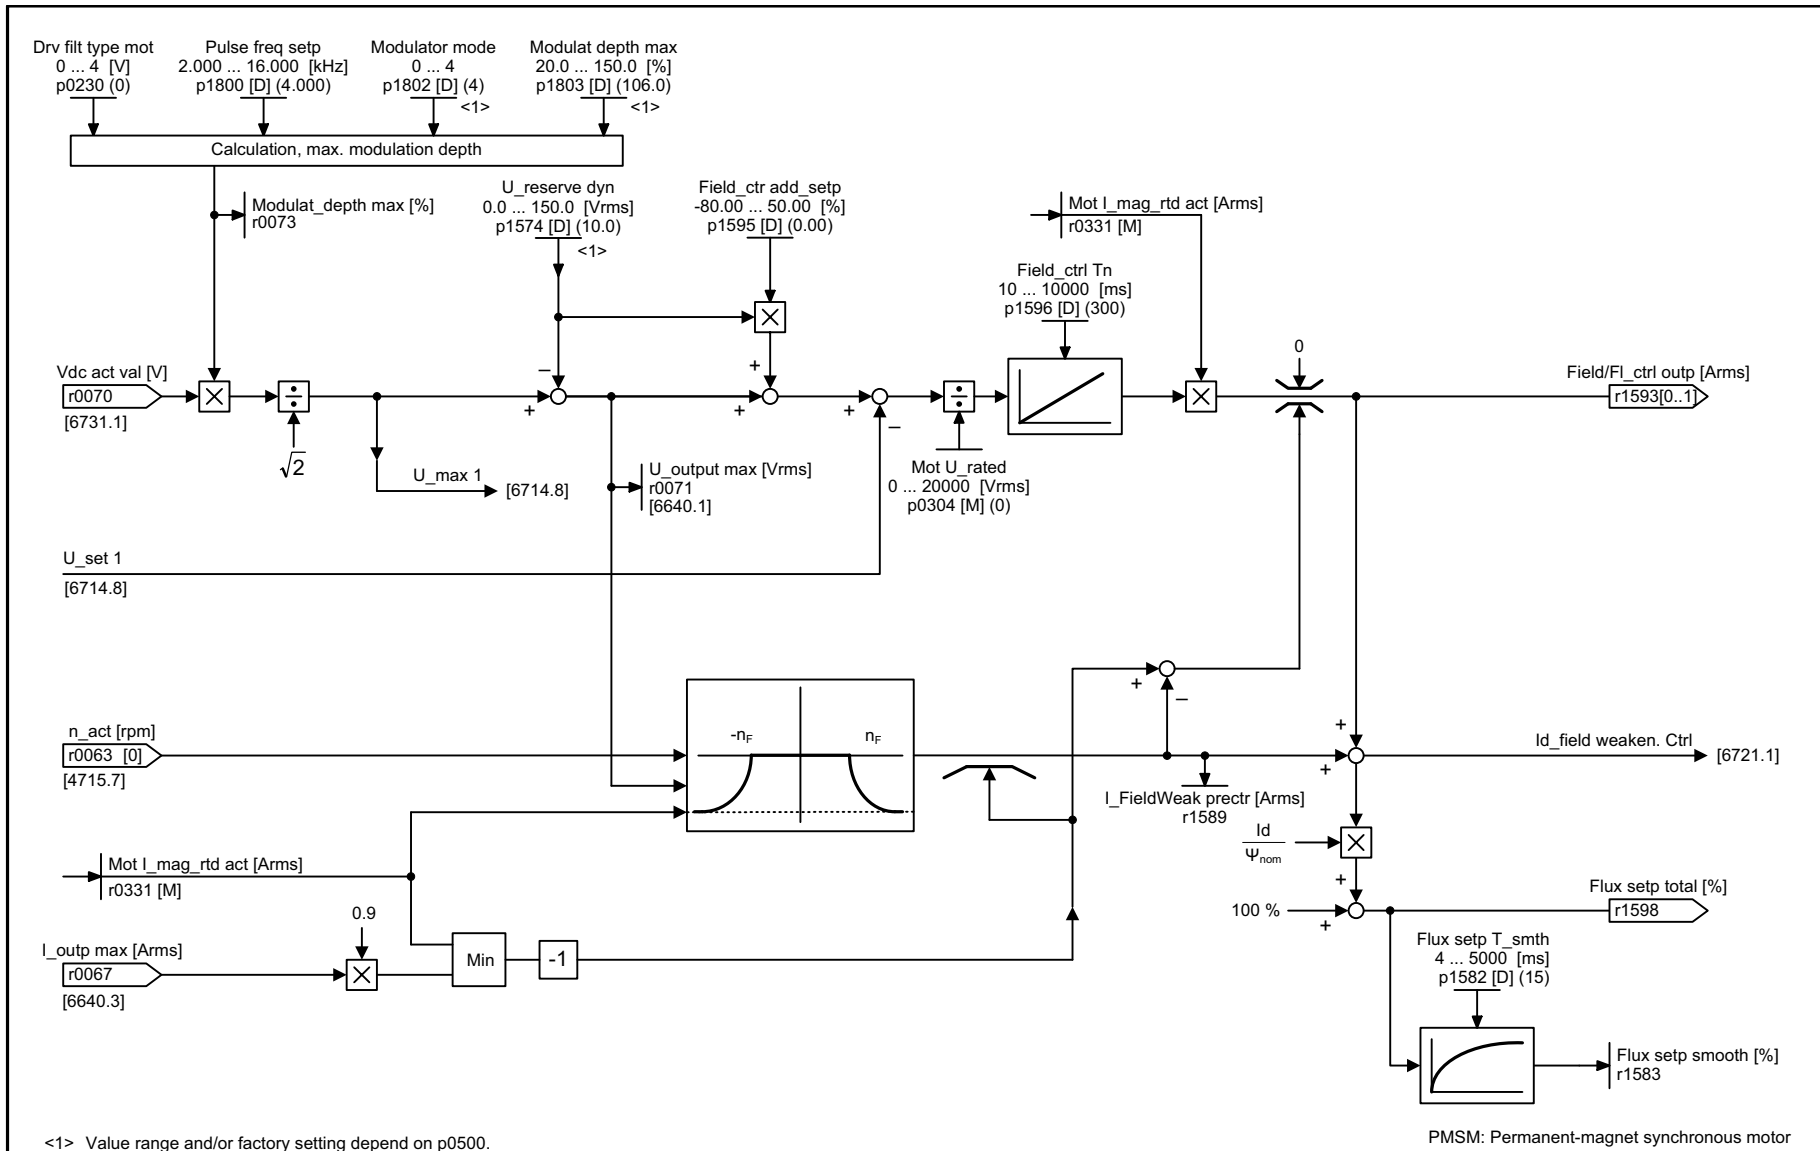 Drv filt type mot
0 ... 4 [V]
p0230 (0)
Pulse freq setp
2.000 ... 16.000 [kHz]
p1800 [D] (4.000)
Modulator mode
0 ... 4
p1802 [D] (4)
<1>
Modulat depth max
20.0 ... 150.0 [%]
p1803 [D] (106.0)
<1>
Calculation, max. modulation depth
Modulat_depth max [%]
r0073
U_reserve dyn
0.0 ... 150.0 [Vrms]
p1574 [D] (10.0)
<1>
Field_ctr add_setp
-80.00 ... 50.00 [%]
p1595 [D] (0.00)
Mot I_mag_rtd act [Arms]
r0331 [M]
Field_ctrl Tn
10 ... 10000 [ms]
p1596 [D] (300)
×
Vdc act val [V]
r0070
[6731.1]
×
÷
√2
–
+
+
+
+
–
÷
×
0
Field/Fl_ctrl outp [Arms]
r1593[0..1]
U_max 1
[6714.8]
U_output max [Vrms]
r0071
[6640.1]
Mot U_rated
0 ... 20000 [Vrms]
p0304 [M] (0)
U_set 1
[6714.8]
+
–
n_act [rpm]
r0063 [0]
[4715.7]
-nF
nF
+
+
Id_field weaken. Ctrl
[6721.1]
I_FieldWeak prectr [Arms]
r1589
Id
Ψnom
×
Mot I_mag_rtd act [Arms]
r0331 [M]
+
100 %
+
Flux setp total [%]
r1598
0.9
I_outp max [Arms]
r0067
[6640.3]
×
Min
-1
Flux setp T_smth
4 ... 5000 [ms]
p1582 [D] (15)
Flux setp smooth [%]
r1583
<1> Value range and/or factory setting depend on p0500.
PMSM: Permanent-magnet synchronous motor